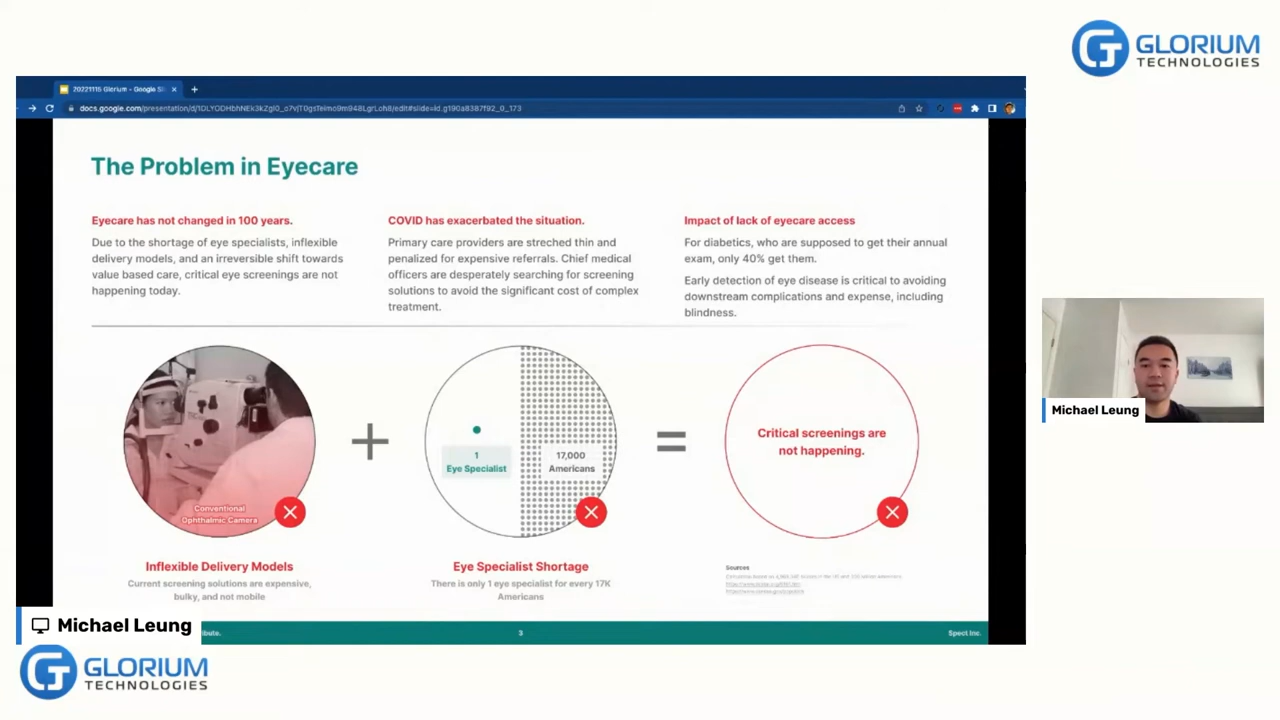 GLORIUM
TECHNOLOGIES
20221115 Glorium - Google Sli
The Problem in Eyecare
Eyecare has not changed in 100 years.
Due to the shortage of eye specialists, inflexible
delivery models, and an irreversible shift towards
value based care, critical eye screenings are not
happening today.
COVID has exacerbated the situation.
Primary care providers are streched thin and
penalized for expensive referrals. Chief medical
officers are desperately searching for screening
solutions to avoid the significant cost of complex
treatment.
Impact of lack of eyecare access
For diabetics, who are supposed to get their annual
exam, only 40% get them.
Early detection of eye disease is critical to avoiding
downstream complications and expense, including
blindness.
Conventional
Ophthalmic Camera
1
Eye Specialist
17,000
Americans
Critical screenings are
not happening.
Inflexible Delivery Models
Current screening solutions are expensive,
bulky, and not mobile
Eye Specialist Shortage
There is only 1 eye specialist for every 17K
Americans
Sources
Michael Leung
Michael Leung
ibute.
3
Spect Inc.
GLORIUM
TECHNOLOGIES